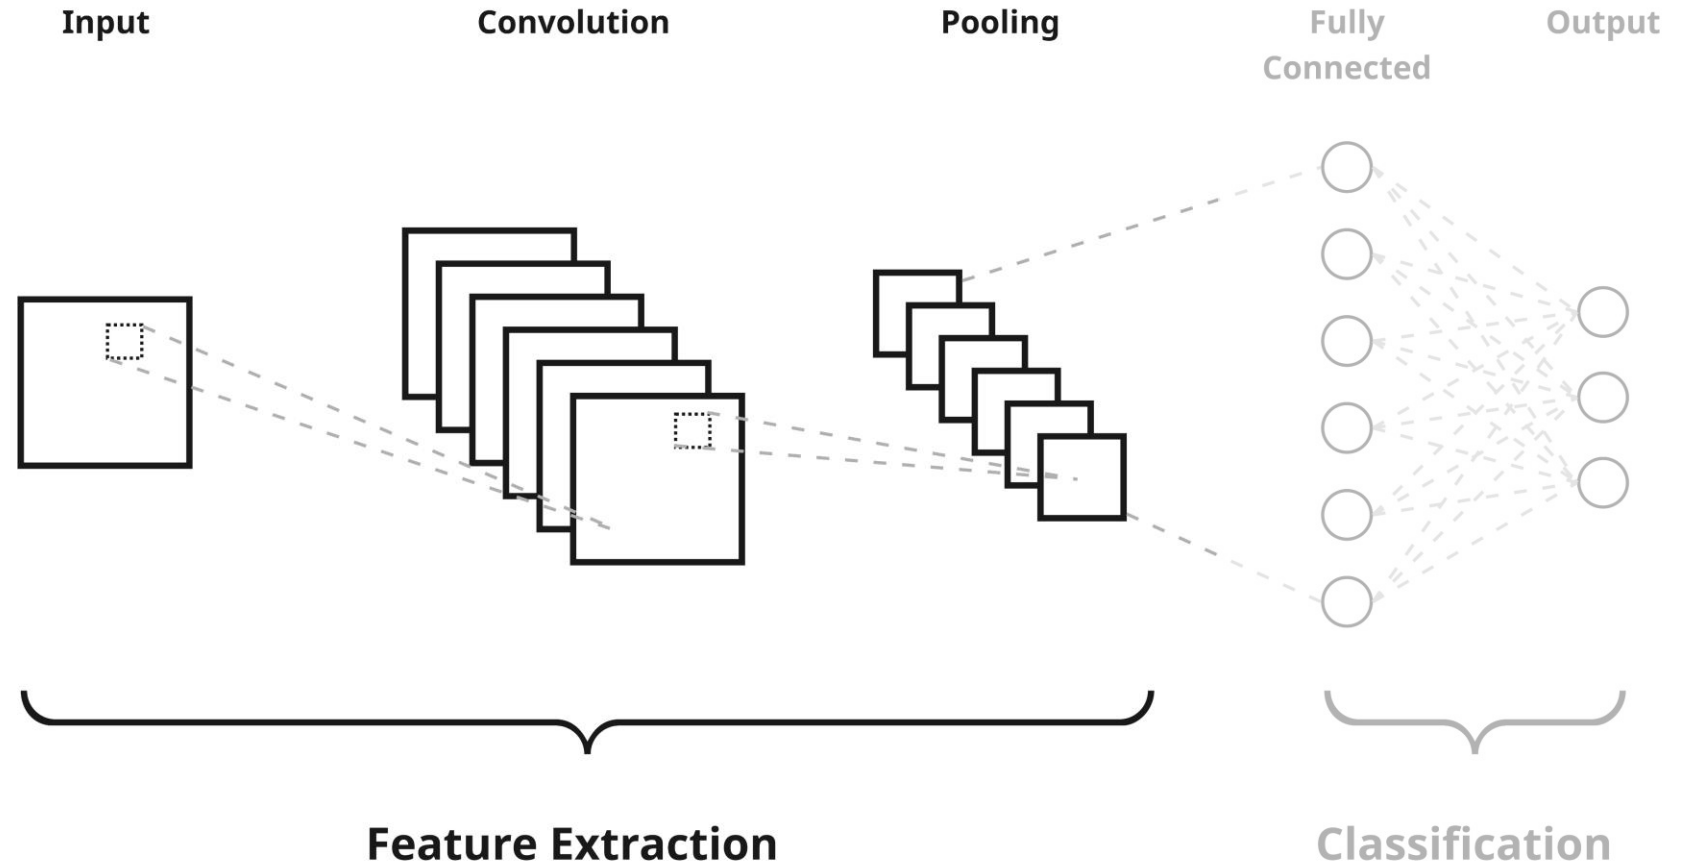 Input
Convolution
Pooling
Fully
Connected
Output
Feature Extraction
Classification